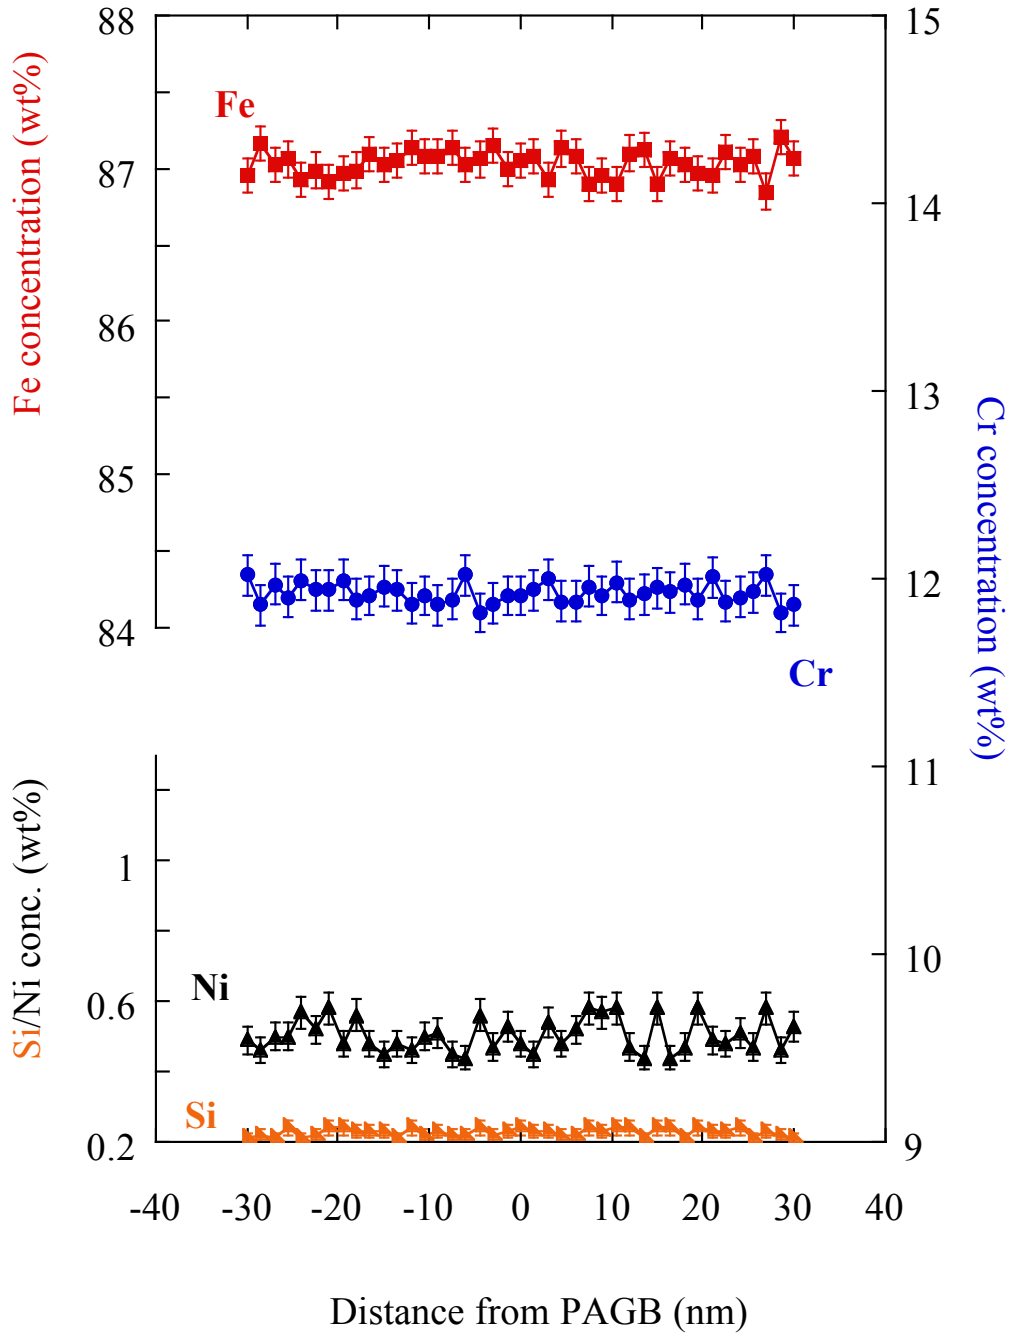 88
87
86
85
84
1
0.6
0.2
Fe concentration (wt%)
Si/Ni conc. (wt%)
Fe
Cr
Ni
Si
15
14
13
12
11
10
9
Cr concentration (wt%)
-40 -30 -20 -10 0 10 20 30 40
Distance from PAGB (nm)